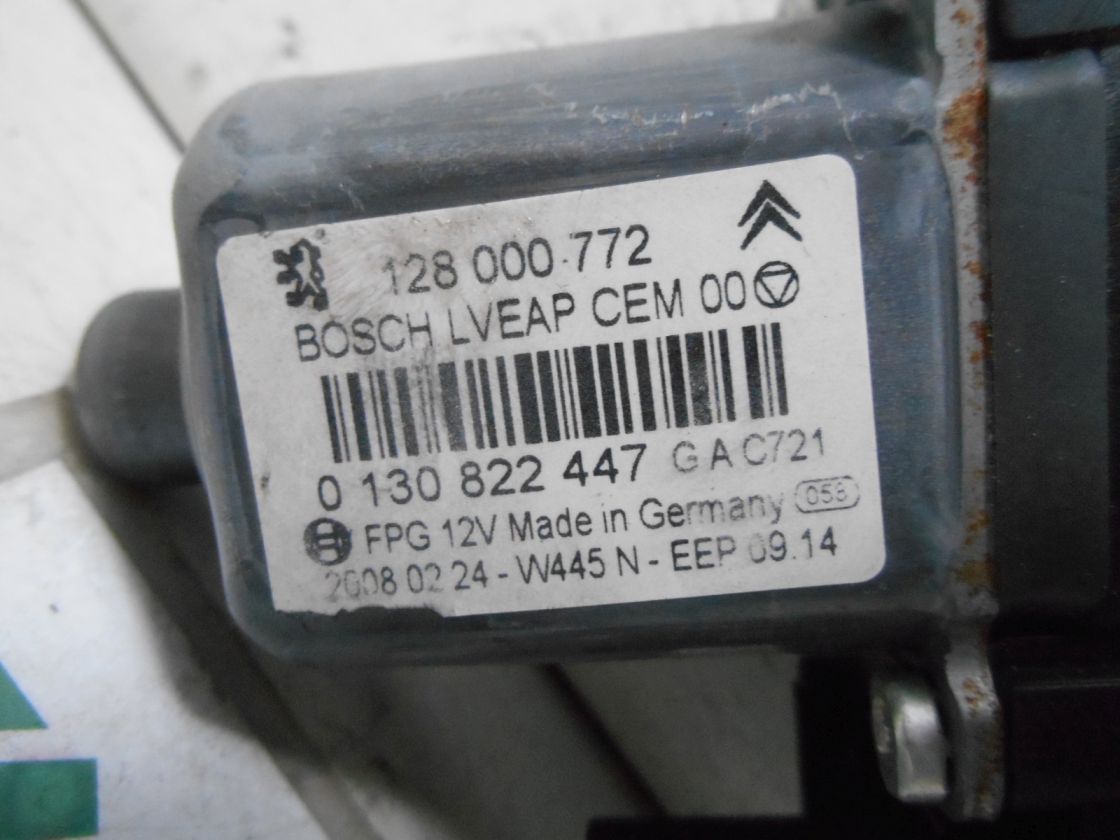 128 000 772
BOSCH LVEAP CEM 00
0 130 822 447 G A C721
FPG 12V Made in Germany 058
2008 02 24 - W445 N - EEP 09.14